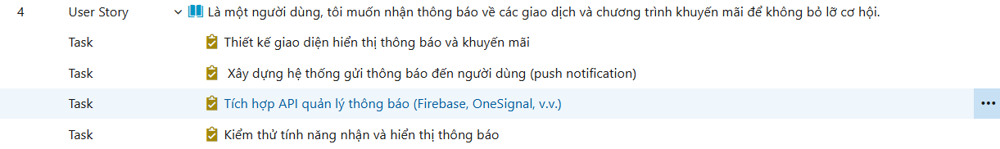 4 User Story Là một người dùng, tôi muốn nhận thông báo về các giao dịch và chương trình khuyến mãi để không bỏ lỡ cơ hội.
Task Thiết kế giao diện hiển thị thông báo và khuyến mãi
Task Xây dựng hệ thống gửi thông báo đến người dùng (push notification)
Task Tích hợp API quản lý thông báo (Firebase, OneSignal, v.v.)
Task Kiểm thử tính năng nhận và hiển thị thông báo